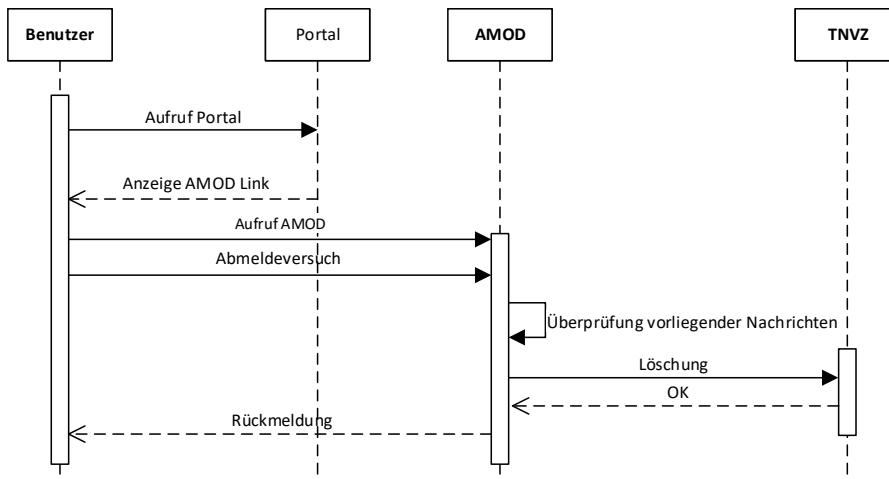 Benutzer
Portal
AMOD
TNVZ
Aufruf Portal
Anzeige AMOD Link
Aufruf AMOD
Abmeldeversuch
Überprüfung vorliegender Nachrichten
Löschung
OK
Rückmeldung